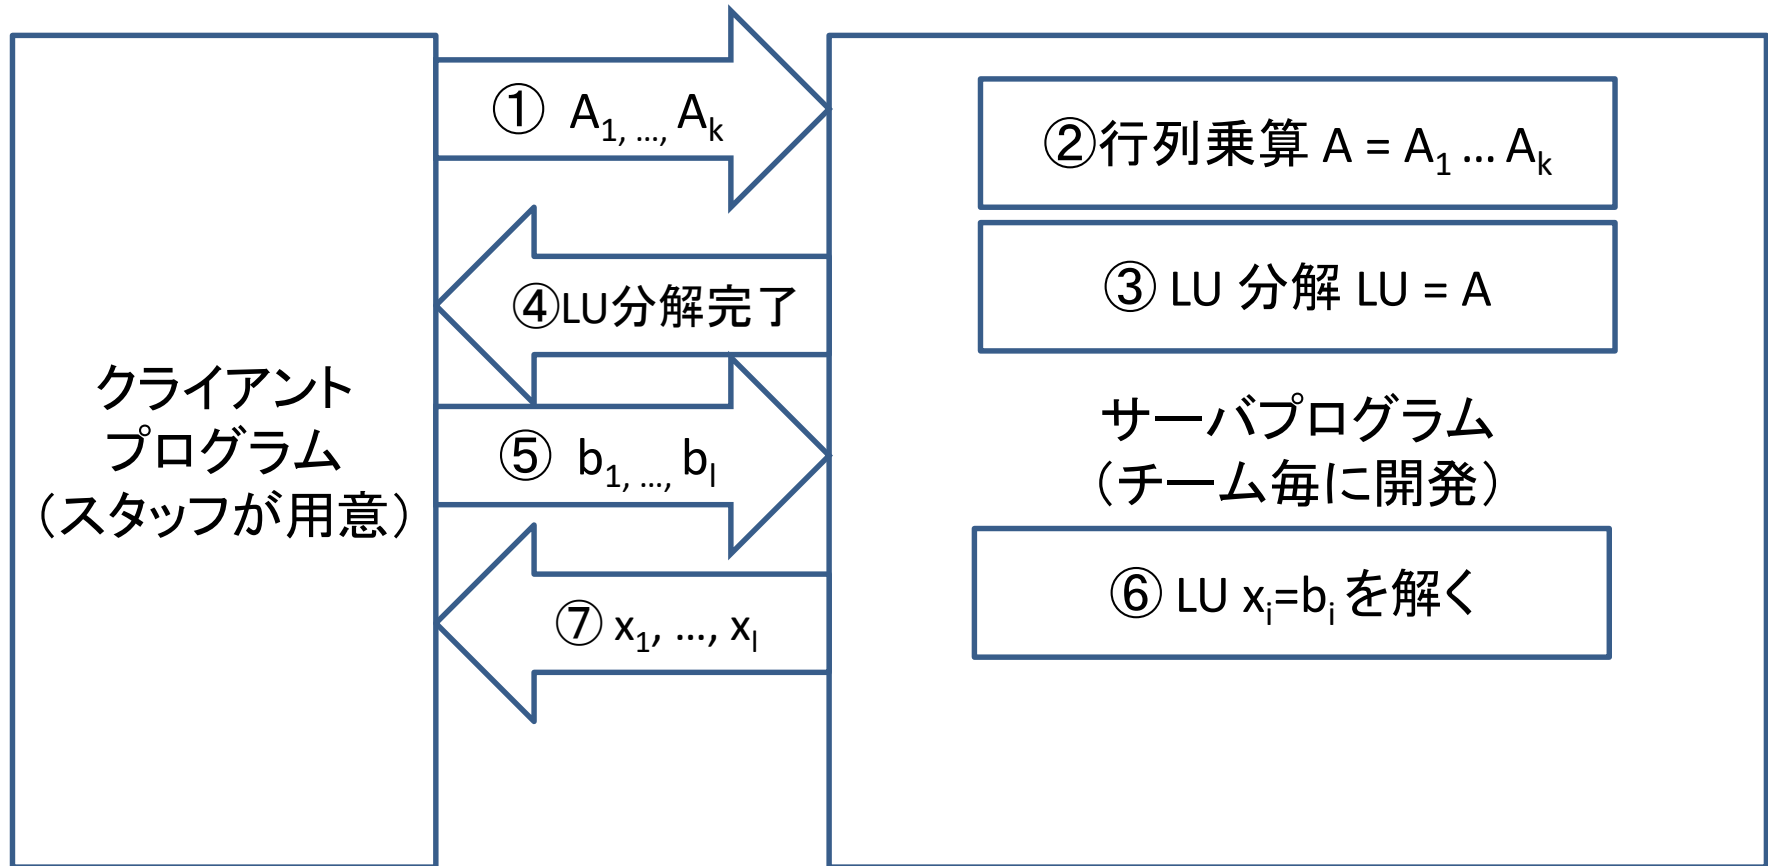 クライアント
プログラム
（スタッフが用意）
① A1, ..., Ak
② 行列乗算 A = A1 ... Ak
③ LU 分解 LU = A
④LU分解完了
⑤ b1, ..., bl
サーバプログラム
（チーム毎に開発）
⑥ LU xi=bi を解く
⑦ x1, ..., xl